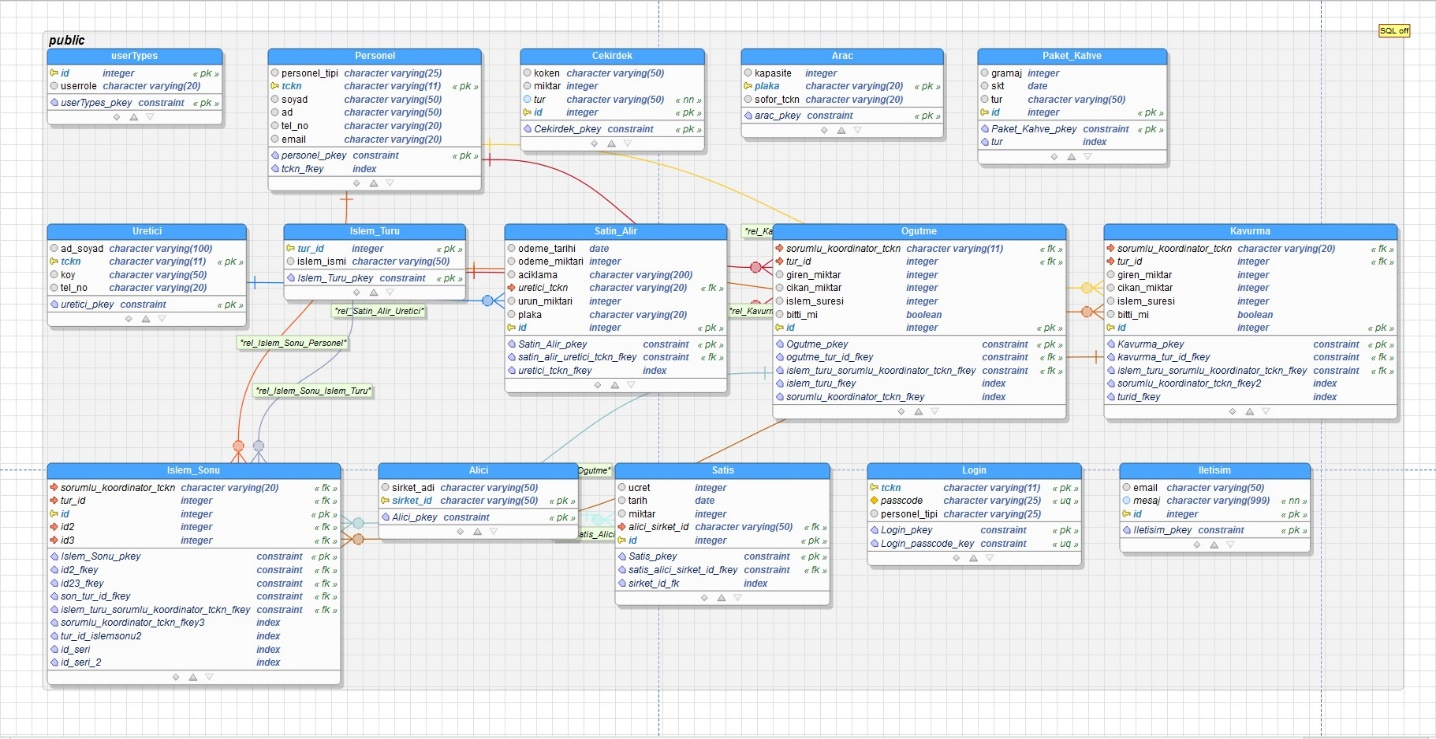 SQL off
public
userTypes
id integer « pk »
userrole character varying(20)
userTypes_pkey constraint « pk »
Personel
personel_tipi character varying(25)
tckn character varying(11) « pk »
soyad character varying(50)
ad character varying(50)
tel_no character varying(20)
email character varying(20)
personel_pkey constraint « pk »
tckn_fkey index
Cekirdek
koken character varying(50)
miktar integer
tur character varying(50) « nn »
id integer « pk »
Cekirdek_pkey constraint « pk »
Arac
kapasite integer
plaka character varying(20) « pk »
sofor_tckn character varying(20)
arac_pkey constraint « pk »
Paket_Kahve
gramaj integer
skt date
tur character varying(50)
id integer « pk »
Paket_Kahve_pkey constraint « pk »
tur index
Uretici
ad_soyad character varying(100)
tckn character varying(11) « pk »
koy character varying(50)
tel_no character varying(20)
uretici_pkey constraint « pk »
Islem_Turu
tur_id integer « pk »
islem_ismi character varying(50)
Islem_Turu_pkey constraint « pk »
"rel_Satin_Alir_Uretici"
"rel_Islem_Sonu_Personel"
"rel_Islem_Sonu_Islem_Turu"
Satin_Alir
odeme_tarihi date
odeme_miktari integer
aciklama character varying(200)
uretici_tckn character varying(20) « fk »
urun_miktari integer
plaka character varying(20)
id integer « pk »
Satin_Alir_pkey constraint « pk »
satin_alir_uretici_tckn_fkey constraint « fk »
uretici_tckn_fkey index
"rel_Ka
"rel_Kavurm
Ogutme
sorumlu_koordinator_tckn character varying(11) « fk »
tur_id integer « fk »
giren_miktar integer
cikan_miktar integer
islem_suresi integer
bitti_mi boolean
id integer « pk »
Ogutme_pkey constraint « pk »
ogutme_tur_id_fkey constraint « fk »
islem_turu_sorumlu_koordinator_tckn_fkey constraint « fk »
islem_turu_fkey index
sorumlu_koordinator_tckn_fkey index
Kavurma
sorumlu_koordinator_tckn character varying(20) « fk »
tur_id integer « fk »
giren_miktar integer
cikan_miktar integer
islem_suresi integer
bitti_mi boolean
id integer « pk »
Kavurma_pkey constraint « pk »
kavurma_tur_id_fkey constraint « fk »
islem_turu_sorumlu_koordinator_tckn_fkey constraint « fk »
sorumlu_koordinator_tckn_fkey2 index
turid_fkey index
Islem_Sonu
sorumlu_koordinator_tckn character varying(20) « fk »
tur_id integer « fk »
id integer « pk »
id2 integer « fk »
id3 integer « fk »
Islem_Sonu_pkey constraint « pk »
id2_fkey constraint « fk »
id23_fkey constraint « fk »
son_tur_id_fkey constraint « fk »
islem_turu_sorumlu_koordinator_tckn_fkey constraint « fk »
sorumlu_koordinator_tckn_fkey3 index
tur_id_islemsonu2 index
id_seri index
id_seri_2 index
Alici
sirket_adi character varying(50)
sirket_id character varying(50) « pk »
Alici_pkey constraint « pk »
Ogutme"
atis_Alici
Satis
ucret integer
tarih date
miktar integer
alici_sirket_id character varying(50) « fk »
id integer « pk »
Satis_pkey constraint « pk »
satis_alici_sirket_id_fkey constraint « fk »
sirket_id_fk index
Login
tckn character varying(11) « pk »
passcode character varying(25) « uq »
personel_tipi character varying(25)
Login_pkey constraint « pk »
Login_passcode_key constraint « uq »
Iletisim
email character varying(50)
mesaj character varying(999) « nn »
id integer « pk »
Iletisim_pkey constraint « pk »